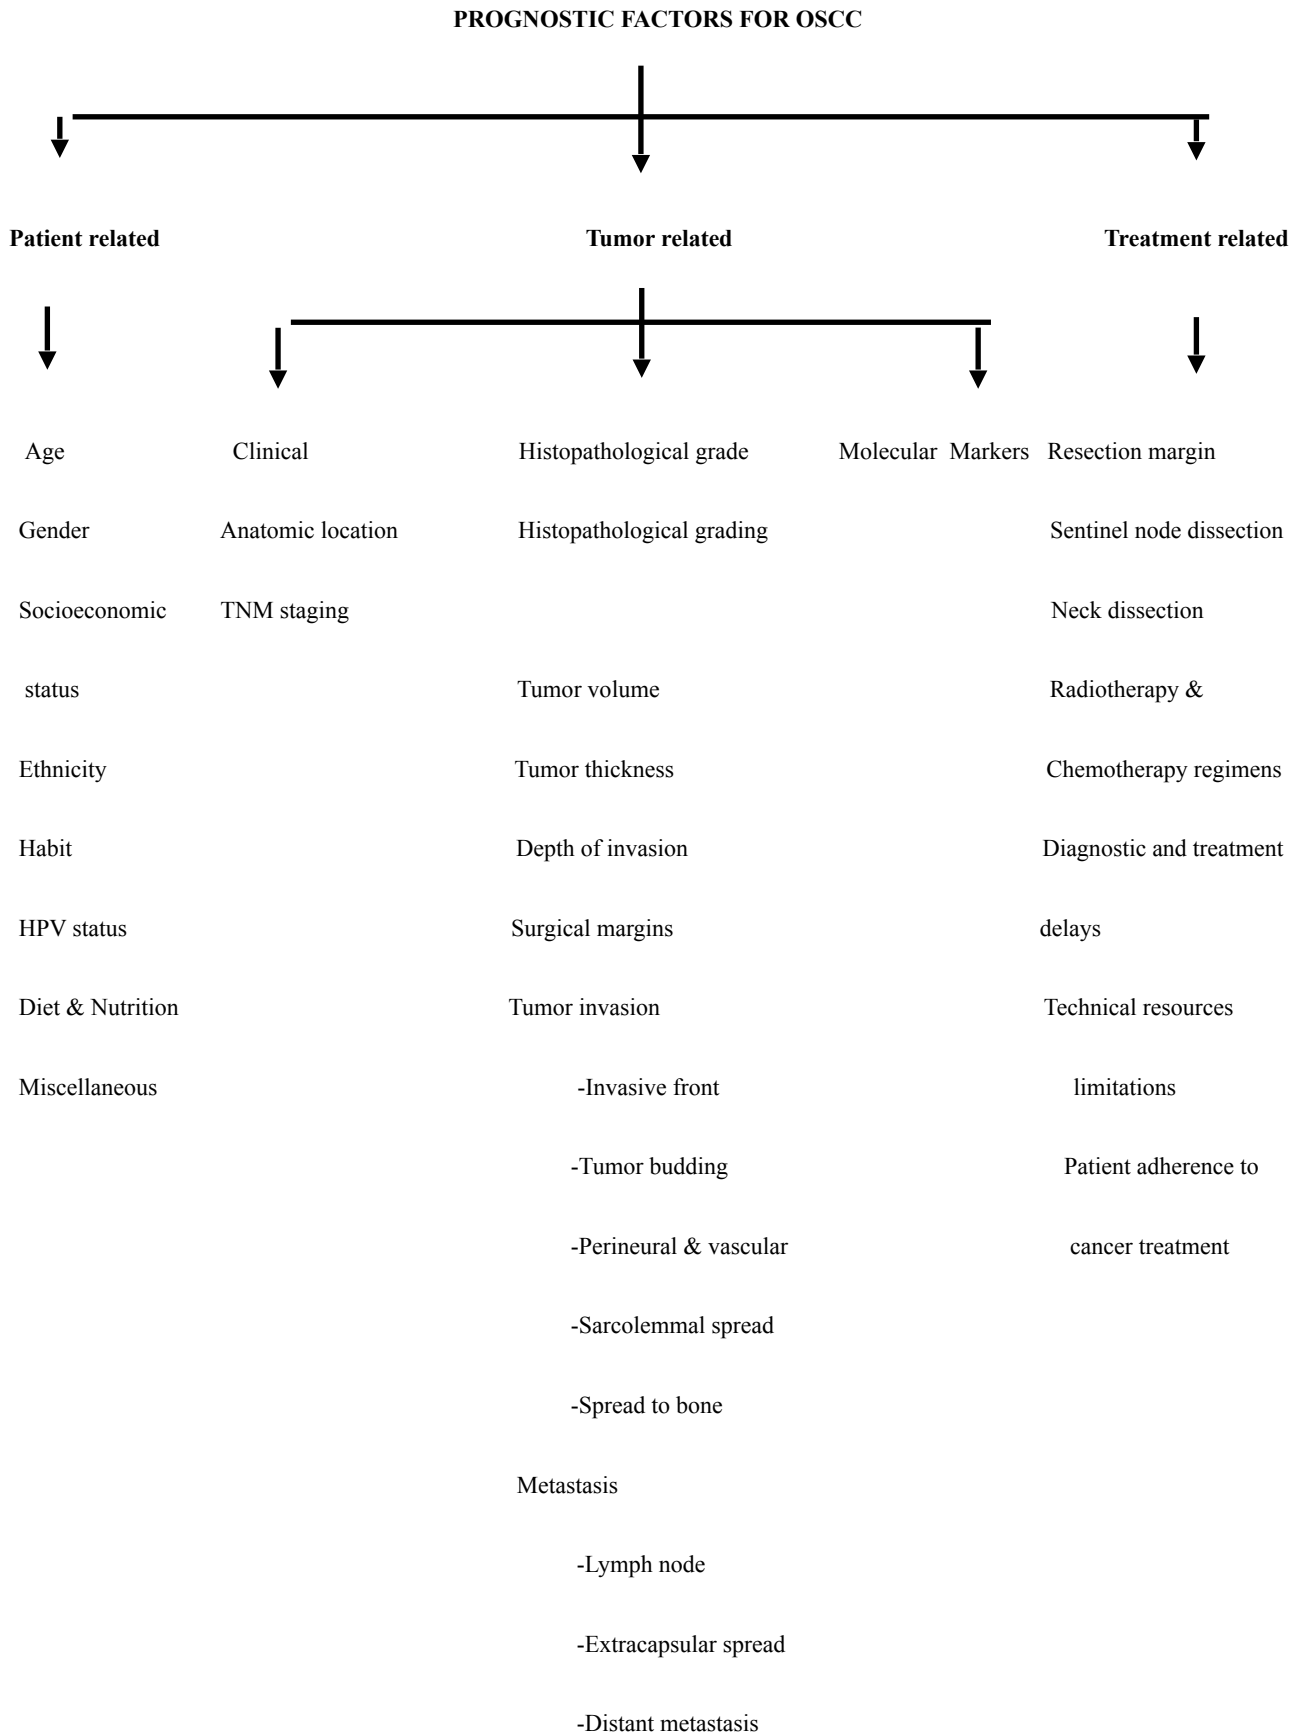 PROGNOSTIC FACTORS FOR OSCC
Patient related Tumor related Treatment related
Age Clinical Histopathological grade Molecular Markers Resection margin
Gender Anatomic location Histopathological grading Sentinel node dissection
Socioeconomic TNM staging Neck dissection
status Tumor volume Radiotherapy &
Ethnicity Tumor thickness Chemotherapy regimens
Habit Depth of invasion Diagnostic and treatment
HPV status Surgical margins delays
Diet & Nutrition Tumor invasion Technical resources
Miscellaneous -Invasive front limitations
-Tumor budding Patient adherence to
-Perineural & vascular cancer treatment
-Sarcolemmal spread
-Spread to bone
Metastasis
-Lymph node
-Extracapsular spread
-Distant metastasis